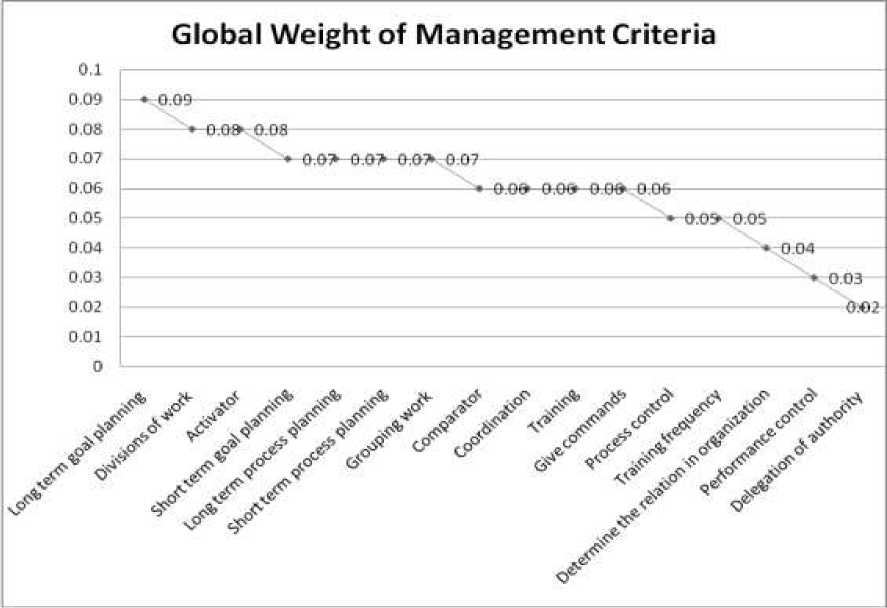 Global Weight of Management Criteria
0.1
0.09
0.08
0.07
0.06
0.05
0.04
0.03
0.02
0.01
0
0.09
0.08
0.08
0.07
0.07
0.07
0.07
0.06
0.06
0.06
0.06
0.05
0.05
0.04
0.03
0.02
Long term goal planning
Divisions of work
Activator
Short term goal planning
Long term process planning
Short term process planning
Grouping work
Comparator
Coordination
Training
Give commands
Process control
Training frequency
Determine the relation in organization
Performance control
Delegation of authority